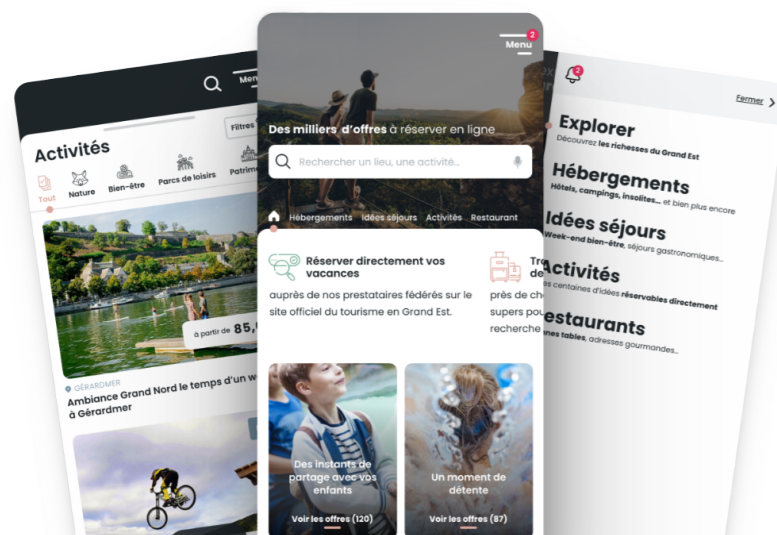 Activités
Filtres
Tout
Nature
Bien-être
Parcs de loisirs
à partir de 85,
GÉRARDMER
Ambiance Grand Nord le temps d'un
à Gérardmer
2
Menu
Des milliers d'offres à réserver en ligne
Rechercher un lieu, une activité...
Hébergements Idées séjours Activités Restaurant
Réserver directement vos
vacances
auprès de nos prestataires fédérés sur le
site officiel du tourisme en Grand Est.
près de
supers
recherche
Des instants de
partage avec vos
enfants
Voir les offres (120)
Un moment de
détente
Voir les offres (87)
2
Fermer
Explorer
Découvrez les richesses du Grand Est
Hébergements
Hôtels, campings, insolites... et bien plus encore
Idées séjours
Week-end bien-être, séjours gastronomiques...
Activités
centaines d'idées réservables directement
estaurants
tables, adresses gourmandes...